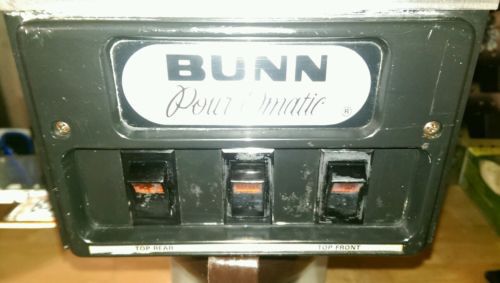 BUNN
Pour Omatic ®
TOP REAR TOP FRONT